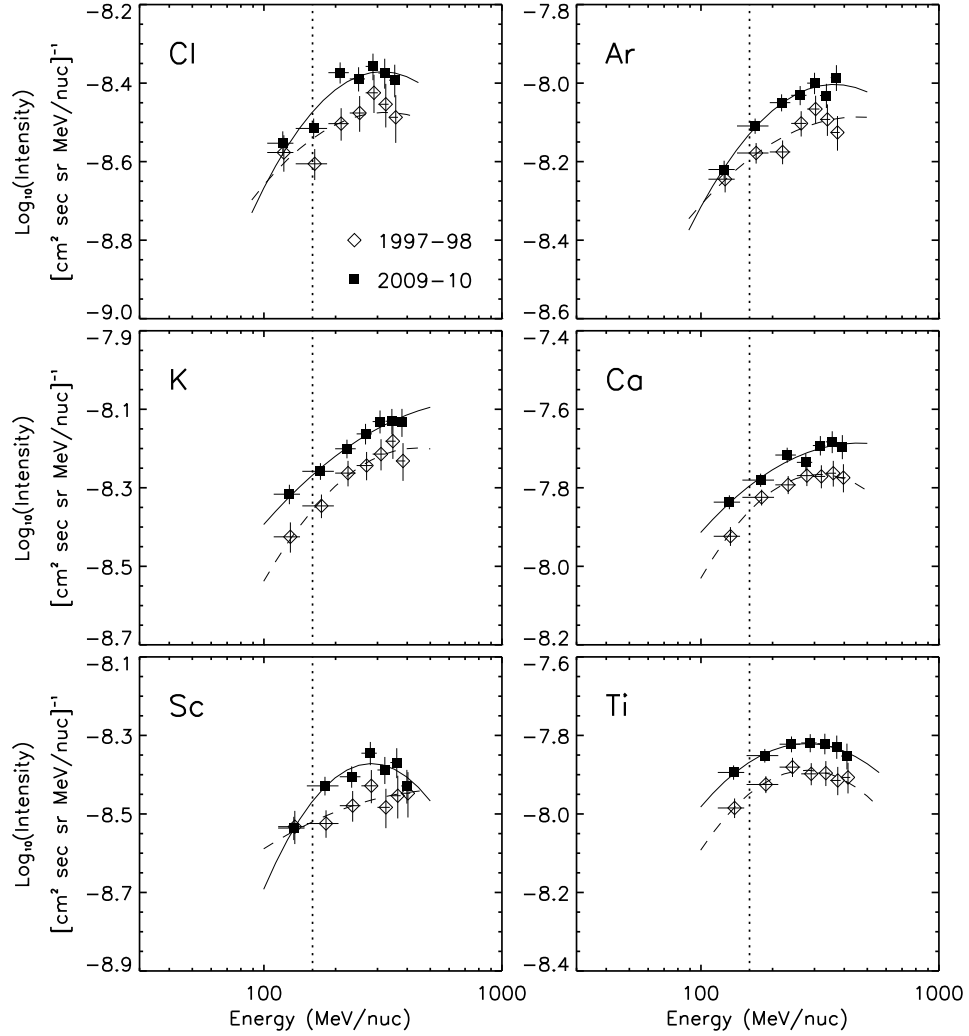 Cl
−8.2
−8.4
−8.6
−8.8
−9.0
Log₁₀(Intensity)
[cm² sec sr MeV/nuc]⁻¹
1997−98
2009−10
Ar
−7.8
−8.0
−8.2
−8.4
−8.6
K
−7.9
−8.1
−8.3
−8.5
−8.7
Log₁₀(Intensity)
[cm² sec sr MeV/nuc]⁻¹
Ca
−7.4
−7.6
−7.8
−8.0
−8.2
Sc
−8.1
−8.3
−8.5
−8.7
−8.9
Log₁₀(Intensity)
[cm² sec sr MeV/nuc]⁻¹
100
1000
Energy (MeV/nuc)
Ti
−7.6
−7.8
−8.0
−8.2
−8.4
100
1000
Energy (MeV/nuc)